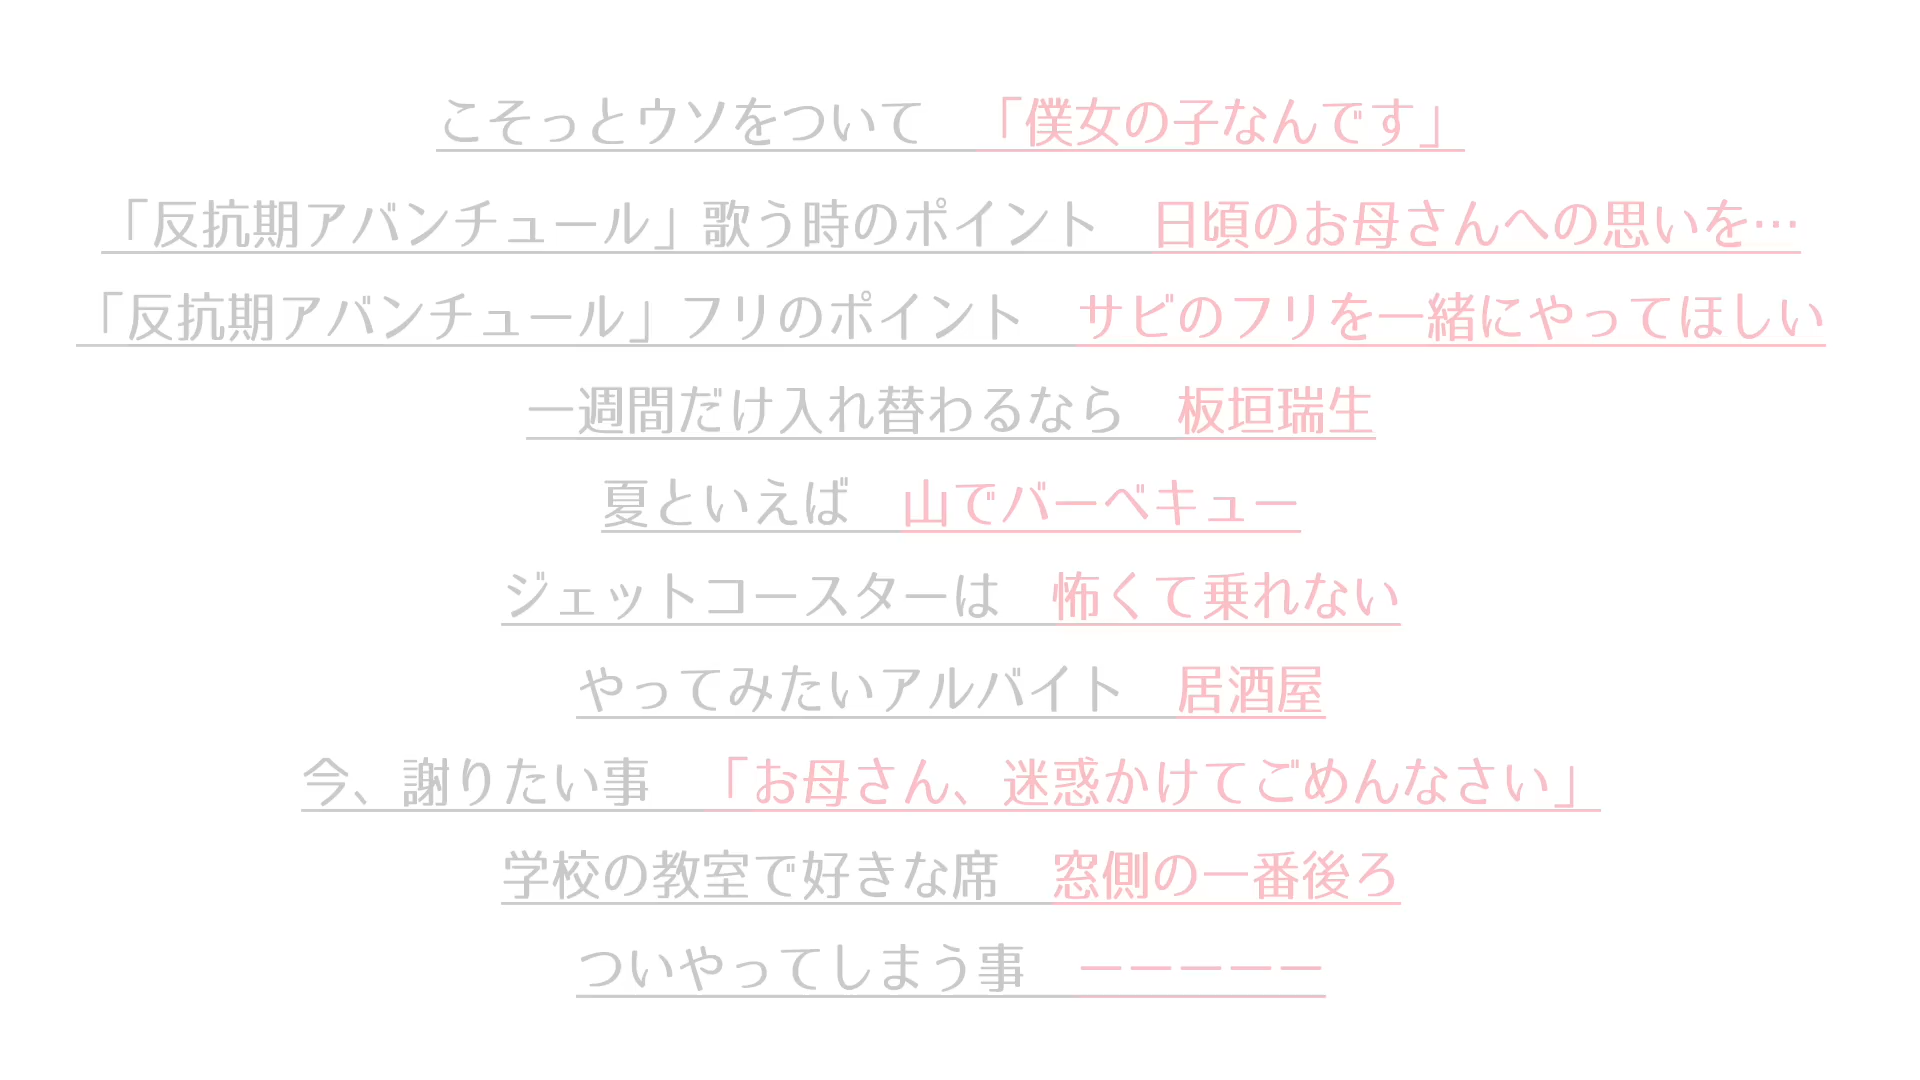 こそっとウソをついて　「僕女の子なんです」
「反抗期アバンチュール」歌う時のポイント　日頃のお母さんへの思いを…
「反抗期アバンチュール」フリのポイント　サビのフリを一緒にやってほしい
一週間だけ入れ替わるなら　板垣瑞生
夏といえば　山でバーベキュー
ジェットコースターは　怖くて乗れない
やってみたいアルバイト　居酒屋
今、謝りたい事　「お母さん、迷惑かけてごめんなさい」
学校の教室で好きな席　窓側の一番後ろ
ついやってしまう事　ーーーーー